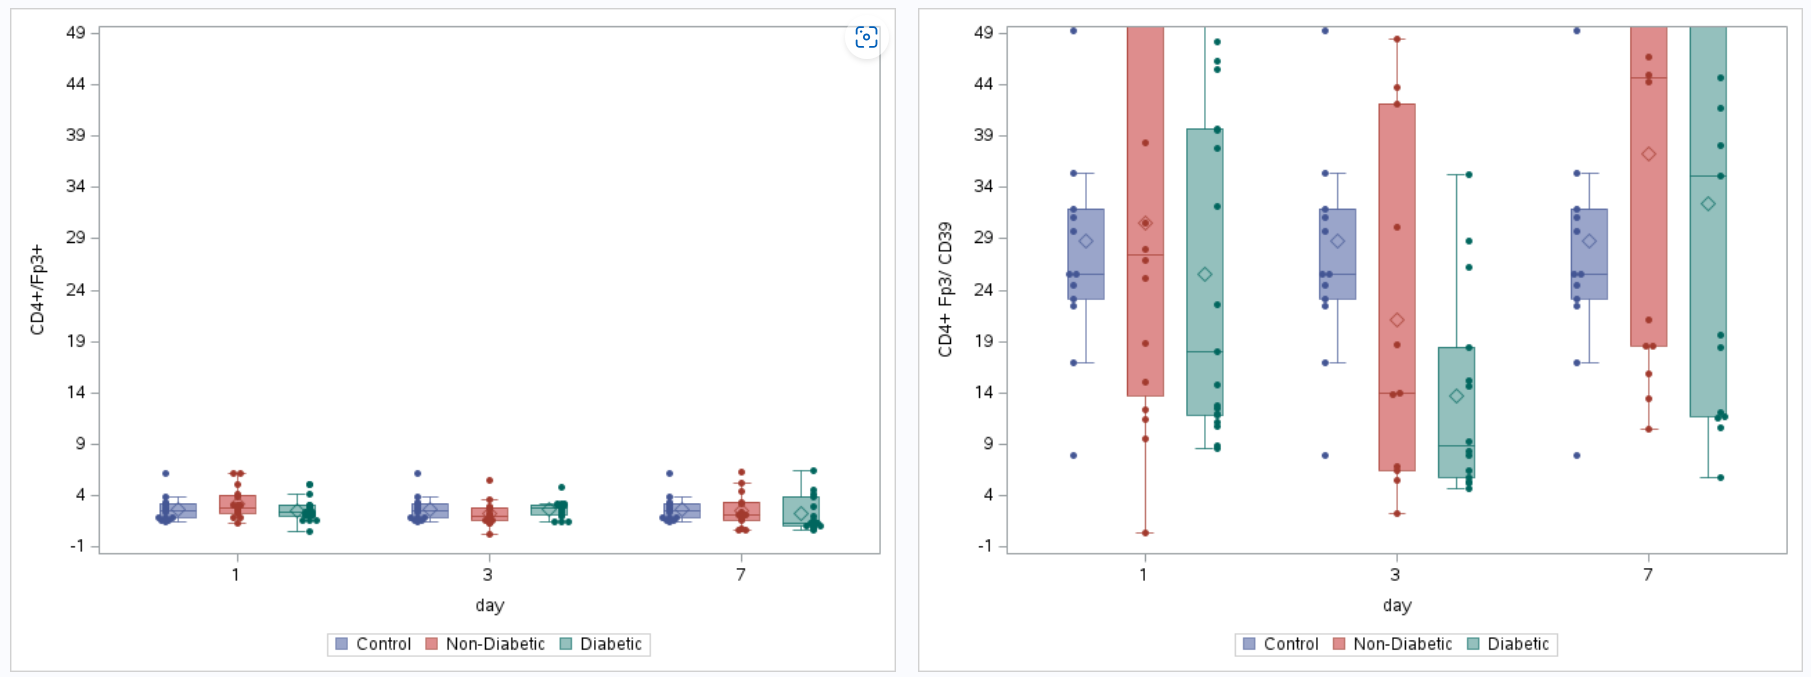 49
44
39
34
29
24
19
14
9
4
-1
CD4+/Fp3+
1 3 7
day
Control Non-Diabetic Diabetic
49
44
39
34
29
24
19
14
9
4
-1
CD4+ Fp3/ CD39
1 3 7
day
Control Non-Diabetic Diabetic